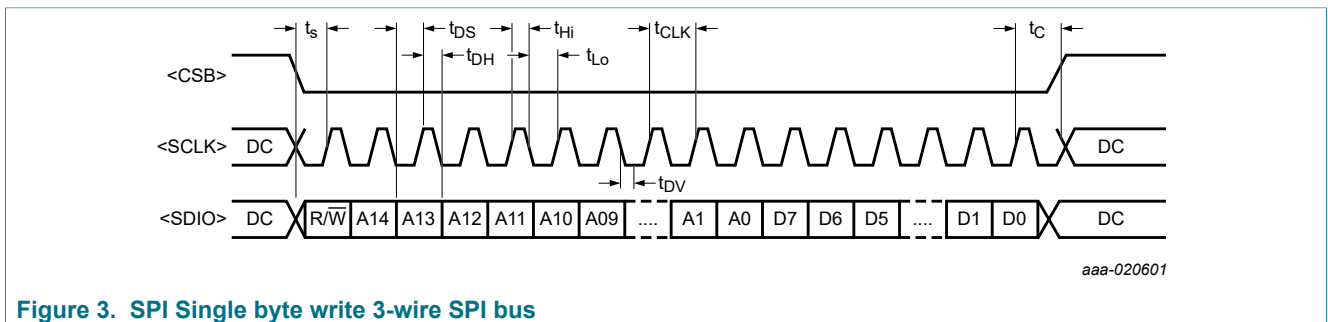 ts tDS tHi tCLK tC
tDH tLo
<CSB>
<SCLK> DC DC
tDV
<SDIO> DC R/W̅ A14 A13 A12 A11 A10 A09 .... A1 A0 D7 D6 D5 .... D1 D0 DC
aaa-020601
Figure 3. SPI Single byte write 3-wire SPI bus